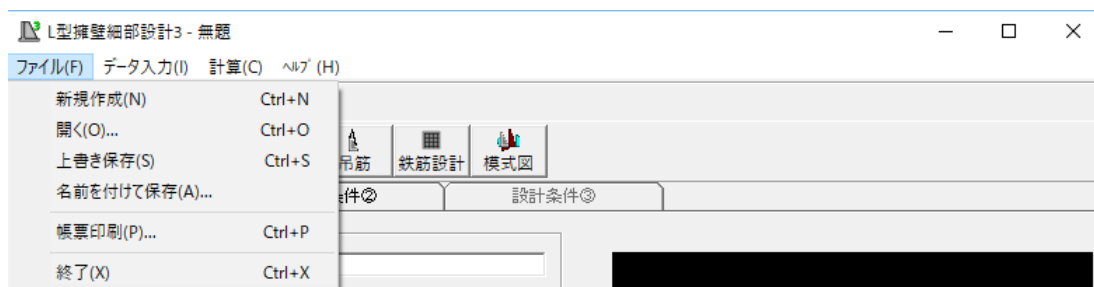 L型擁壁細部設計3 - 無題
ファイル(F) データ入力(I) 計算(C) ﾍﾙﾌﾟ(H)
新規作成(N) Ctrl+N
開く(O)... Ctrl+O
上書き保存(S) Ctrl+S
名前を付けて保存(A)...
帳票印刷(P)... Ctrl+P
終了(X) Ctrl+X
吊筋 鉄筋設計 模式図
件② 設計条件③